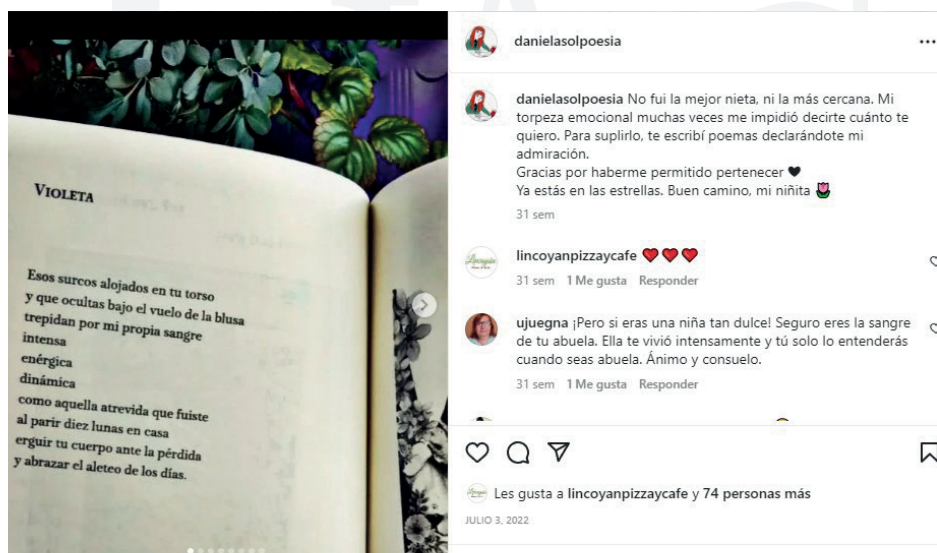 VIOLETA
Esos surcos alojados en tu torso
y que ocultas bajo el vuelo de la blusa
trepidan por mi propia sangre
intensa
enérgica
dinámica
como aquella atrevida que fuiste
al parir diez lunas en casa
erguir tu cuerpo ante la pérdida
y abrazar el aleteo de los días.
danielasolpoesia
danielasolpoesia No fui la mejor nieta, ni la más cercana. Mi
torpeza emocional muchas veces me impidió decirte cuánto te
quiero. Para suplirlo, te escribí poemas declarándote mi
admiración.
Gracias por haberme permitido pertenecer 🖤
Ya estás en las estrellas. Buen camino, mi niñita 🌷
31 sem
lincoyanpizzaycafe ❤️❤️❤️
31 sem 1 Me gusta Responder
ujuegna ¡Pero si eras una niña tan dulce! Seguro eres la sangre
de tu abuela. Ella te vivió intensamente y tú solo lo entenderás
cuando seas abuela. Ánimo y consuelo.
31 sem 1 Me gusta Responder
Les gusta a lincoyanpizzaycafe y 74 personas más
JULIO 3, 2022